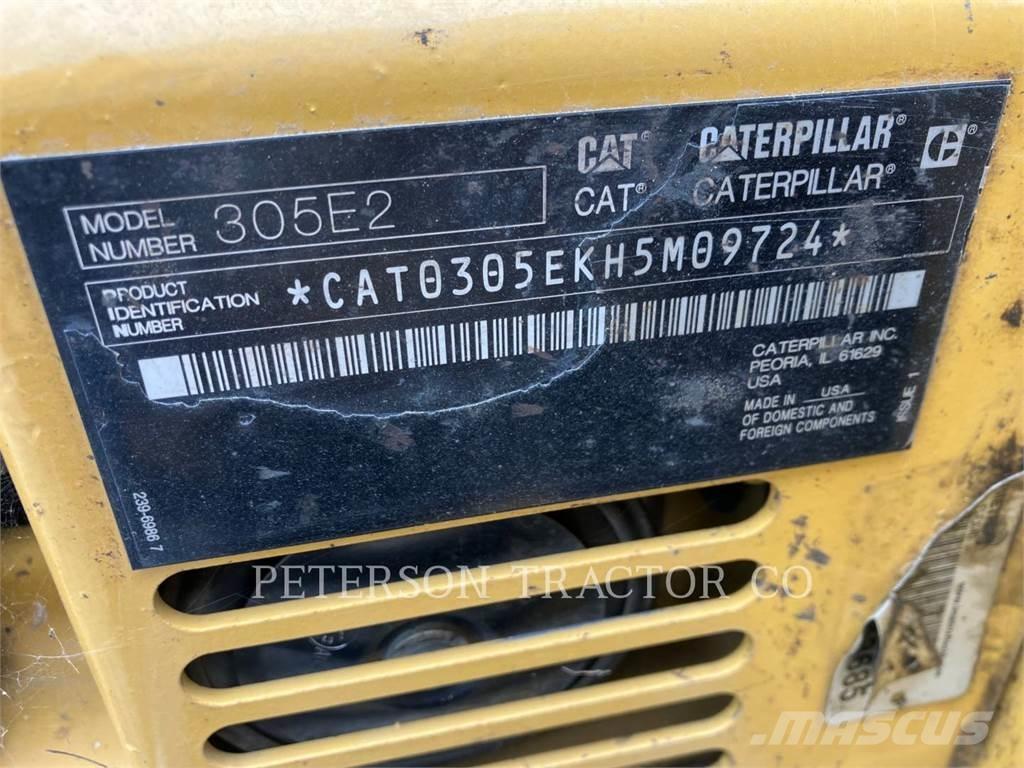 CAT® CATERPILLAR® C®
CAT® CATERPILLAR®
MODEL
NUMBER 305E2
PRODUCT
IDENTIFICATION
NUMBER
*CAT0305EKH5M09724*
CATERPILLAR INC.
PEORIA, IL 61629
USA
MADE IN USA
OF DOMESTIC AND
FOREIGN COMPONENTS
ISSUE 1
239-6986 7
PETERSON TRACTOR CO
685
MASCUS